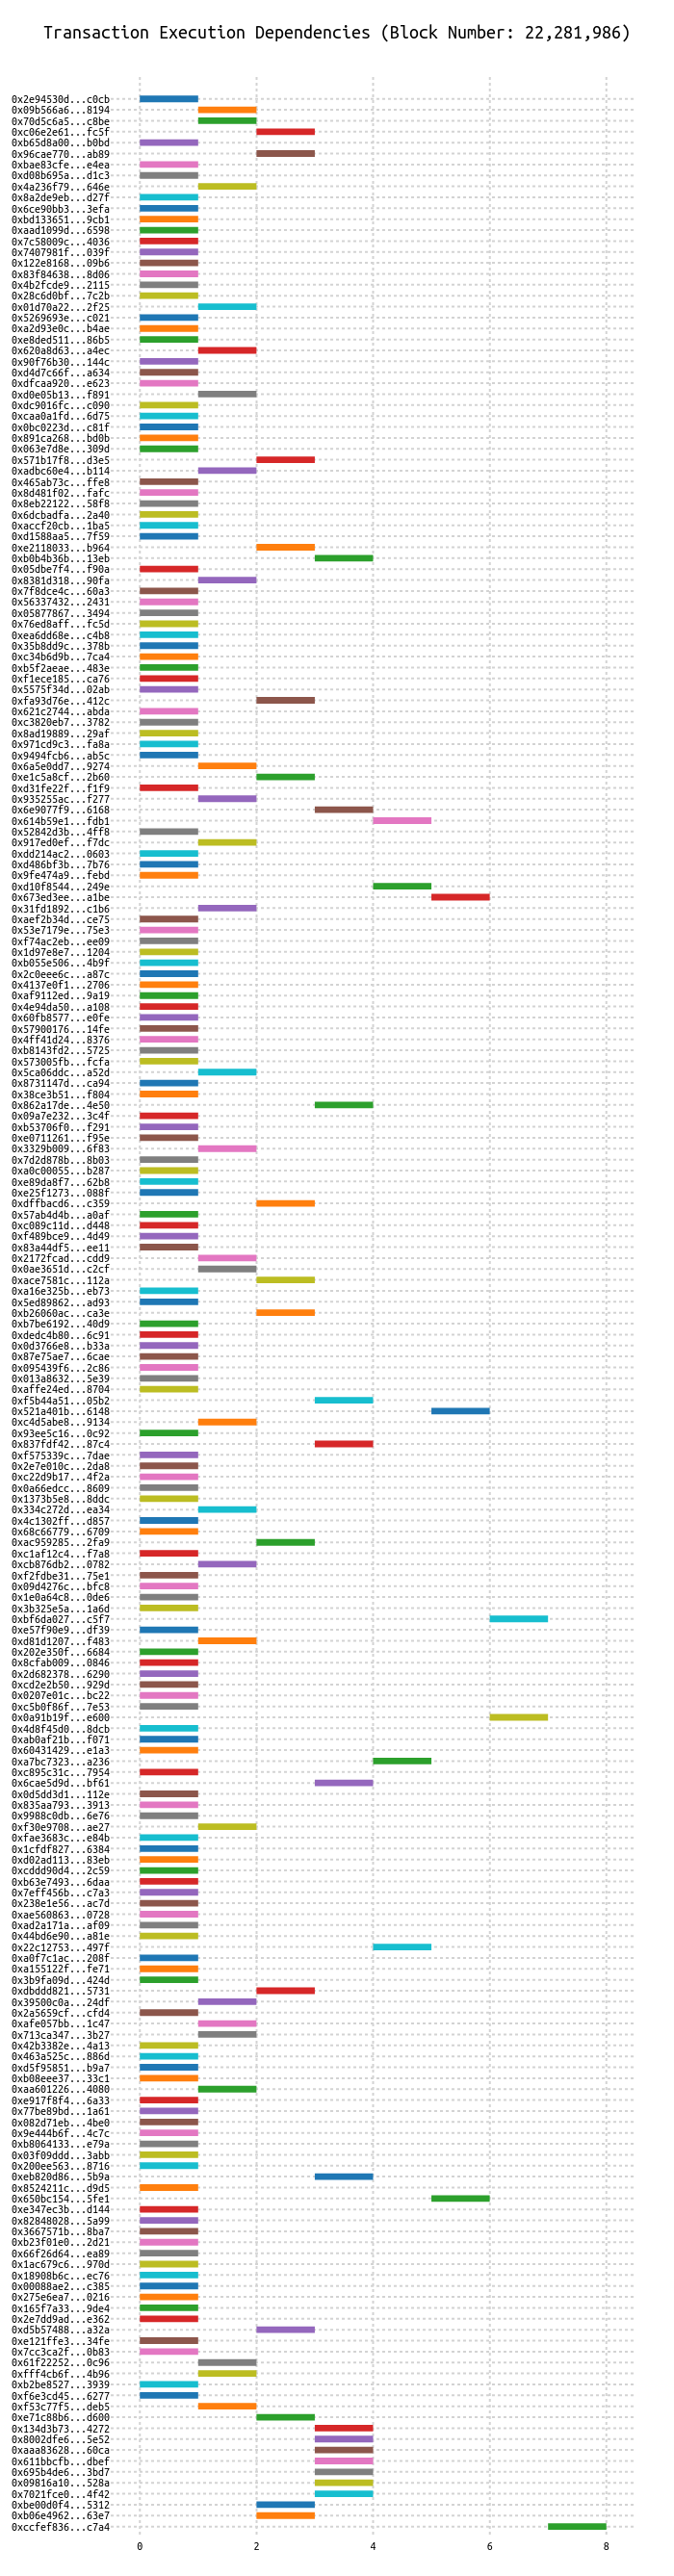 Transaction Execution Dependencies (Block Number: 22,281,986)
0x2e94530d...c0cb
0x09b566a6...8194
0x70d5c6a5...c8be
0xc06e2e61...fc5f
0xb65d8a00...b0bd
0x96cae770...ab89
0xbae83cfe...e4ea
0xd08b695a...d1c3
0x4a236f79...646e
0x8a2de9eb...d27f
0x6ce90bb3...3efa
0xbd133651...9cb1
0xaad1099d...6598
0x7c58009c...4036
0x7407981f...039f
0x122e8168...09b6
0x83f84638...8d06
0x4b2fcde9...2115
0x28c6d0bf...7c2b
0x01d70a22...2f25
0x5269693e...c021
0xa2d93e0c...b4ae
0xe8ded511...86b5
0x620a8d63...a4ec
0x90f76b30...144c
0xd4d7c66f...a634
0xdfcaa920...e623
0xd0e05b13...f891
0xdc9016fc...c090
0xcaa0a1fd...6d75
0x0bc0223d...c81f
0x891ca268...bd0b
0x063e7d8e...309d
0x571b17f8...d3e5
0xadbc60e4...b114
0x465ab73c...ffe8
0x8d481f02...fafc
0x8eb22122...58f8
0x6dcbadfa...2a40
0xaccf20cb...1ba5
0xd1588aa5...7f59
0xe2118033...b964
0xb0b4b36b...13eb
0x05dbe7f4...f90a
0x8381d318...90fa
0x7f8dce4c...60a3
0x56337432...2431
0x05877867...3494
0x76ed8aff...fc5d
0xea6dd68e...c4b8
0x35b8dd9c...378b
0xc34b6d9b...7ca4
0xb5f2aeae...483e
0xf1ece185...ca76
0x5575f34d...02ab
0xfa93d76e...412c
0x621c2744...abda
0xc3820eb7...3782
0x8ad19889...29af
0x971cd9c3...fa8a
0x9494fcb6...ab5c
0x6a5e0dd7...9274
0xe1c5a8cf...2b60
0xd31fe22f...f1f9
0x935255ac...f277
0x6e9077f9...6168
0x614b59e1...fdb1
0x52842d3b...4ff8
0x917ed0ef...f7dc
0xdd214ac2...0603
0xd486bf3b...7b76
0x9fe474a9...febd
0xd10f8544...249e
0x673ed3ee...a1be
0x31fd1892...c1b6
0xaef2b34d...ce75
0x53e7179e...75e3
0xf74ac2eb...ee09
0x1d97e8e7...1204
0xb055e506...4b9f
0x2c0eee6c...a87c
0x4137e0f1...2706
0xaf9112ed...9a19
0x4e94da50...a108
0x60fb8577...e0fe
0x57900176...14fe
0x4ff41d24...8376
0xb8143fd2...5725
0x573005fb...fcfa
0x5ca06ddc...a52d
0x8731147d...ca94
0x38ce3b51...f804
0x862a17de...4e50
0x09a7e232...3c4f
0xb53706f0...f291
0xe0711261...f95e
0x3329b009...6f83
0x7d2d878b...8b03
0xa0c00055...b287
0xe89da8f7...62b8
0xe25f1273...088f
0xdffbacd6...c359
0x57ab4d4b...a0af
0xc089c11d...d448
0xf489bce9...4d49
0x83a44df5...ee11
0x2172fcad...cdd9
0x0ae3651d...c2cf
0xace7581c...112a
0xa16e325b...eb73
0x5ed89862...ad93
0xb26060ac...ca3e
0xb7be6192...40d9
0xdedc4b80...6c91
0x0d3766e8...b33a
0x87e75ae7...6cae
0x095439f6...2c86
0x013a8632...5e39
0xaffe24ed...8704
0xf5b44a51...05b2
0x521a401b...6148
0xc4d5abe8...9134
0x93ee5c16...0c92
0x837fdf42...87c4
0xf575339c...7dae
0x2e7e010c...2da8
0xc22d9b17...4f2a
0x0a66edcc...8609
0x1373b5e8...8ddc
0x334c272d...ea34
0x4c1302ff...d857
0x68c66779...6709
0xac959285...2fa9
0xc1af12c4...f7a8
0xcb876db2...0782
0xf2fdbe31...75e1
0x09d4276c...bfc8
0x1e0a64c8...0de6
0x3b325e5a...1a6d
0xbf6da027...c5f7
0xe57f90e9...df39
0xd81d1207...f483
0x202e350f...6684
0x8cfab009...0846
0x2d682378...6290
0xcd2e2b50...929d
0x0207e01c...bc22
0xc5b0f86f...7e53
0x0a91b19f...e600
0x4d8f45d0...8dcb
0xab0af21b...f071
0x60431429...e1a3
0xa7bc7323...a236
0xc895c31c...7954
0x6cae5d9d...bf61
0x0d5dd3d1...112e
0x835aa793...3913
0x9988c0db...6e76
0xf30e9708...ae27
0xfae3683c...e84b
0x1cfdf827...6384
0xd02ad113...83eb
0xcddd90d4...2c59
0xb63e7493...6daa
0x7eff456b...c7a3
0x238e1e56...ac7d
0xae560863...0728
0xad2a171a...af09
0x44bd6e90...a81e
0x22c12753...497f
0xa0f7c1ac...208f
0xa155122f...fe71
0x3b9fa09d...424d
0xdbddd821...5731
0x39500c0a...24df
0x2a5659cf...cfd4
0xafe057bb...1c47
0x713ca347...3b27
0x42b3382e...4a13
0x463a525c...886d
0xd5f95851...b9a7
0xb08eee37...33c1
0xaa601226...4080
0xe917f8f4...6a33
0x77be89bd...1a61
0x082d71eb...4be0
0x9e444b6f...4c7c
0xb8064133...e79a
0x03f09ddd...3abb
0x200ee563...8716
0xeb820d86...5b9a
0x8524211c...d9d5
0x650bc154...5fe1
0xe347ec3b...d144
0x82848028...5a99
0x3667571b...8ba7
0xb23f01e0...2d21
0x66f26d64...ea89
0x1ac679c6...970d
0x18908b6c...ec76
0x00088ae2...c385
0x275e6ea7...0216
0x165f7a33...9de4
0x2e7dd9ad...e362
0xd5b57488...a32a
0xe121ffe3...34fe
0x7cc3ca2f...0b83
0x61f22252...0c96
0xfff4cb6f...4b96
0xb2be8527...3939
0xf6e3cd45...6277
0xf53c77f5...deb5
0xe71c88b6...d600
0x134d3b73...4272
0x8002dfe6...5e52
0xaaa83628...60ca
0x611bbcfb...dbef
0x695b4de6...3bd7
0x09816a10...528a
0x7021fce0...4f42
0xbe00d0f4...5312
0xb06e4962...63e7
0xccfef836...c7a4
0 2 4 6 8